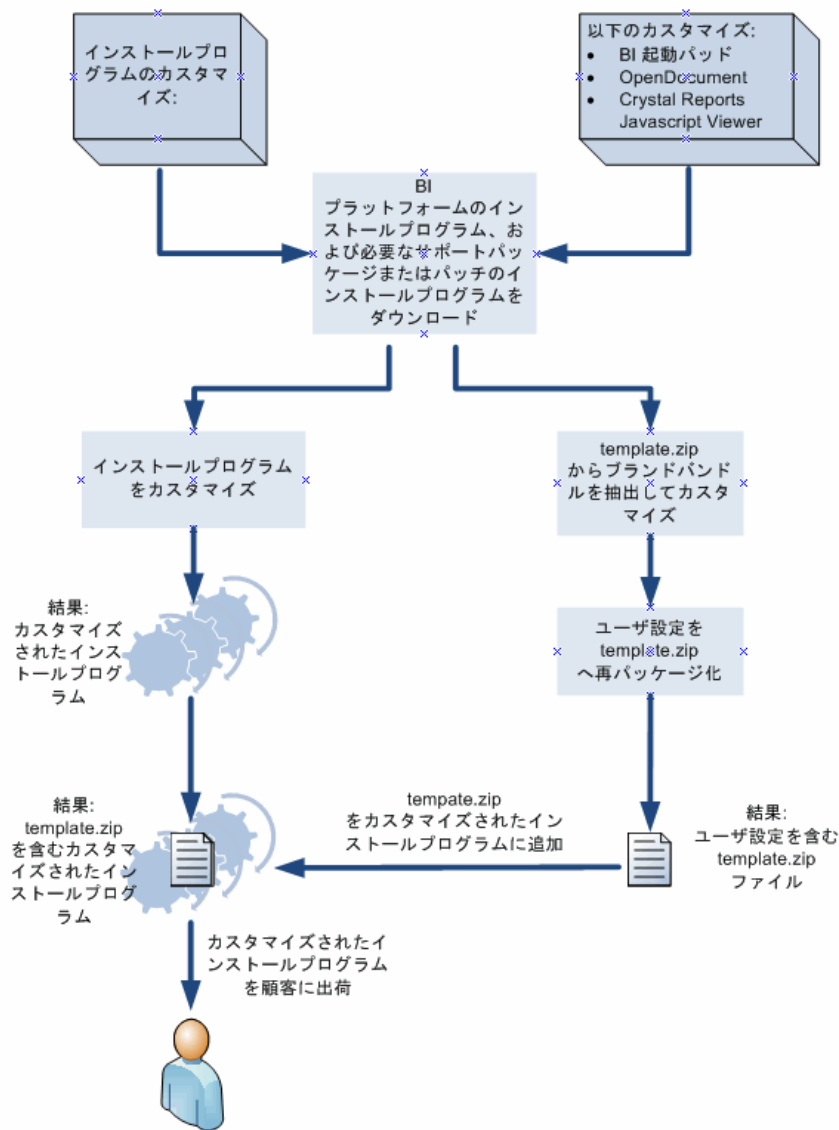 インストールプロ
グラムのカスタマ
イズ:
以下のカスタマイズ:
• BI 起動パッド
• OpenDocument
• Crystal Reports
Javascript Viewer
BI
プラットフォームのイン
ストールプログラム、お
よび必要なサポートパッ
ケージまたはパッチのイ
ンストールプログラムを
ダウンロード
インストールプログラム
をカスタマイズ
template.zip
からブランドバンド
ルを抽出してカスタ
マイズ
結果:
カスタマイズ
されたインス
トールプログ
ラム
ユーザ設定を
template.zip
へ再パッケージ化
結果:
template.zip
を含むカスタマ
イズされたイン
ストールプログ
ラム
tempate.zip
をカスタマイズされたイン
ストールプログラムに追加
結果:
ユーザ設定を含む
template.zip
ファイル
カスタマイズされたイ
ンストールプログラム
を顧客に出荷